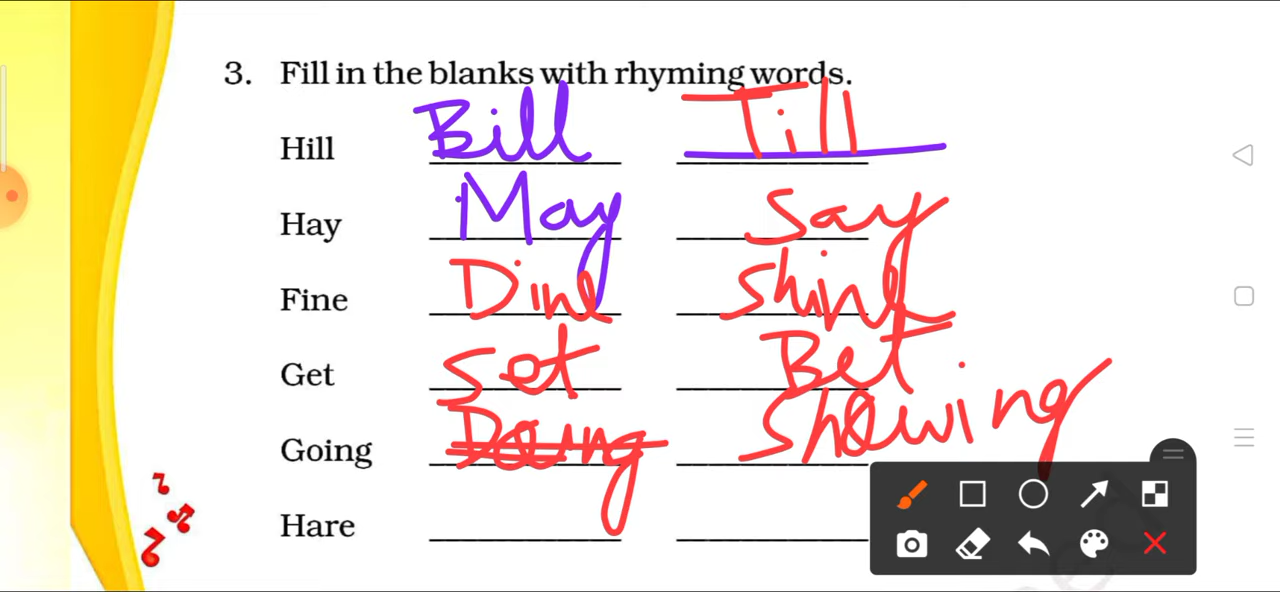 3. Fill in the blanks with rhyming words.
Hill Bill Till
Hay May Say
Fine Dine Shine
Get Set Bet
Going Showing
Hare